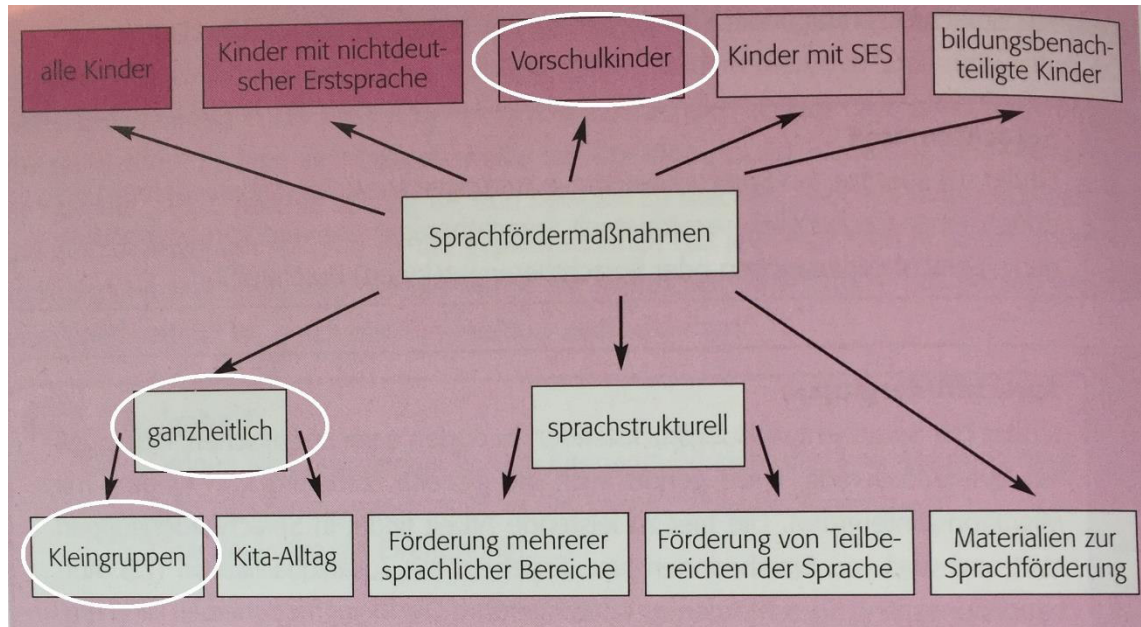 alle Kinder
Kinder mit nichtdeut-
scher Erstsprache
Vorschulkinder
Kinder mit SES
bildungsbenach-
teiligte Kinder
Sprachfördermaßnahmen
ganzheitlich
sprachstrukturell
Kleingruppen
Kita-Alltag
Förderung mehrerer
sprachlicher Bereiche
Förderung von Teilbe-
reichen der Sprache
Materialien zur
Sprachförderung